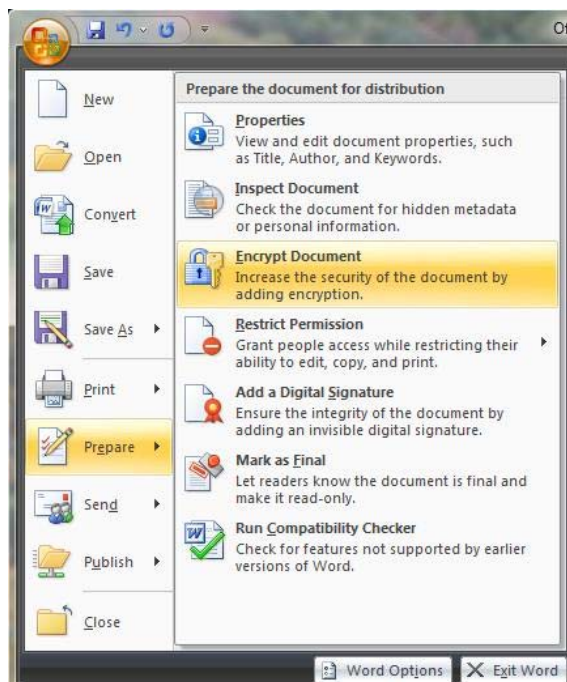 Of
New
Open
Convert
Save
Save As
Print
Prepare
Send
Publish
Close
Prepare the document for distribution
Properties
View and edit document properties, such
as Title, Author, and Keywords.
Inspect Document
Check the document for hidden metadata
or personal information.
Encrypt Document
Increase the security of the document by
adding encryption.
Restrict Permission
Grant people access while restricting their
ability to edit, copy, and print.
Add a Digital Signature
Ensure the integrity of the document by
adding an invisible digital signature.
Mark as Final
Let readers know the document is final and
make it read-only.
Run Compatibility Checker
Check for features not supported by earlier
versions of Word.
Word Options
Exit Word